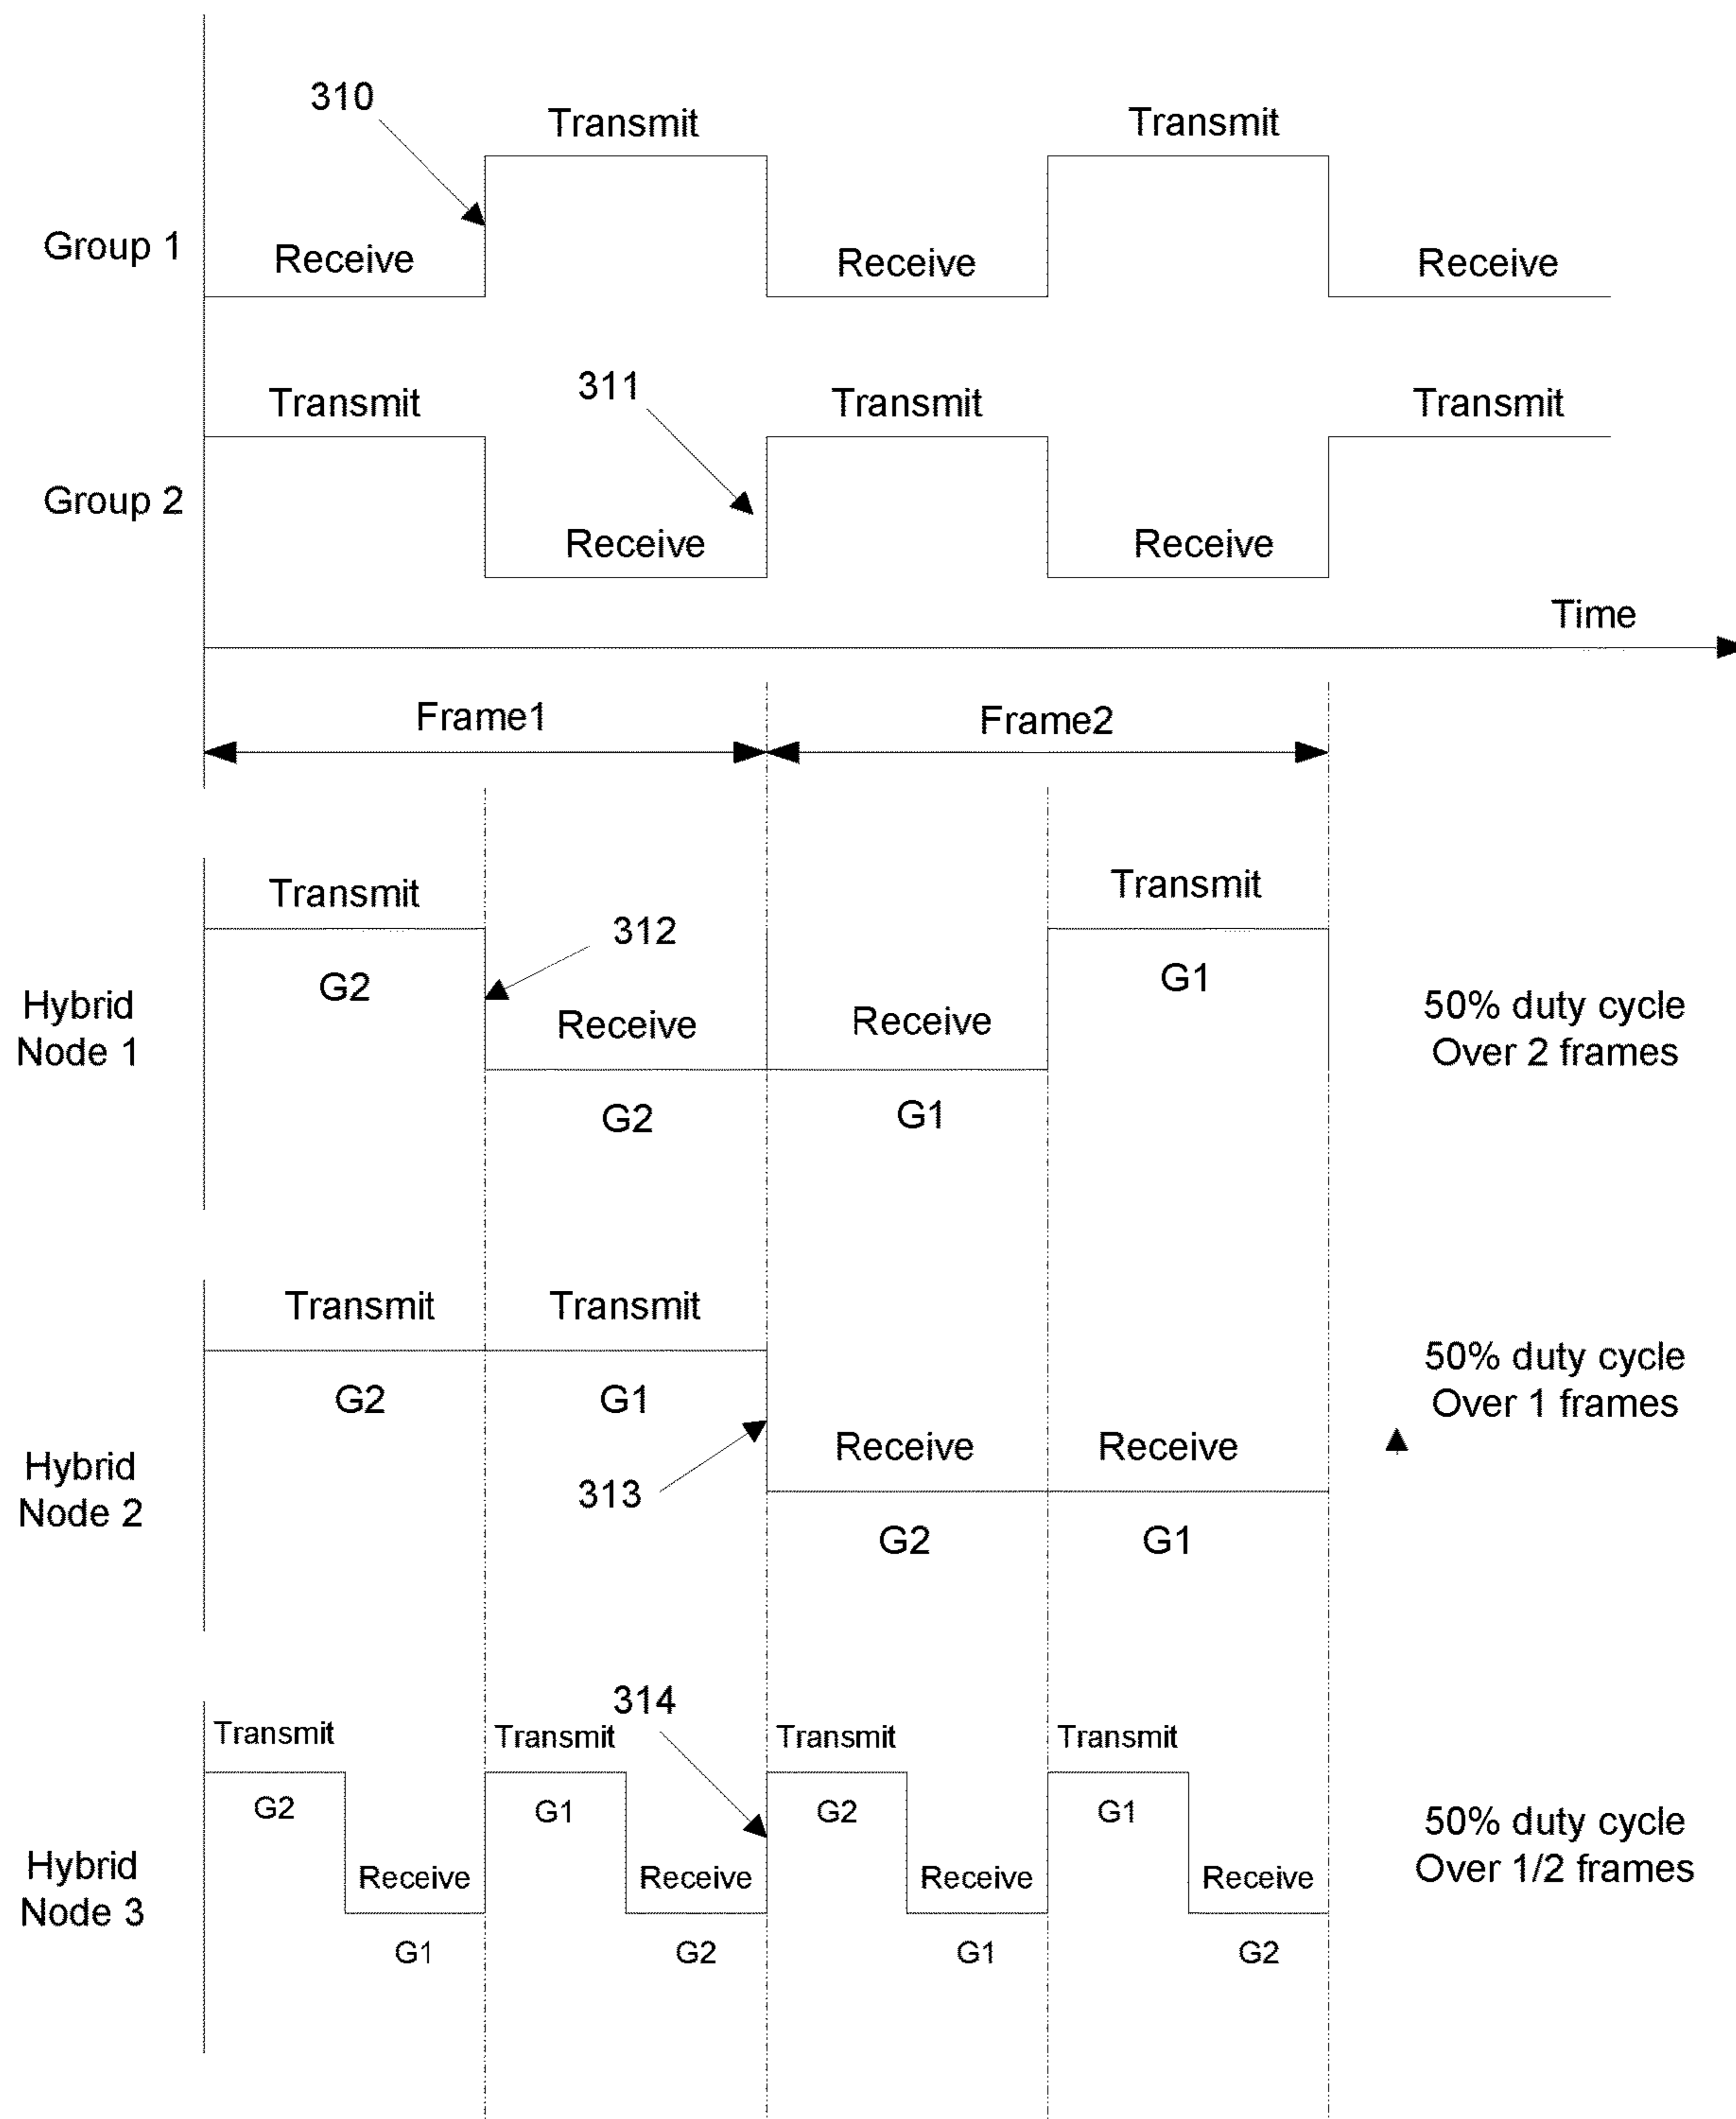 310
Transmit
Transmit
Group 1
Receive
Receive
Receive
311
Transmit
Transmit
Transmit
Group 2
Receive
Receive
Time
Frame1
Frame2
Transmit
Transmit
312
G2
G1
Hybrid
Node 1
Receive
Receive
50% duty cycle
Over 2 frames
G2
G1
Transmit
Transmit
50% duty cycle
Over 1 frames
G2
G1
Hybrid
Node 2
Receive
Receive
313
G2
G1
314
Transmit
Transmit
Transmit
Transmit
G2
G1
G2
G1
50% duty cycle
Over 1/2 frames
Hybrid
Node 3
Receive
Receive
Receive
Receive
G1
G2
G1
G2